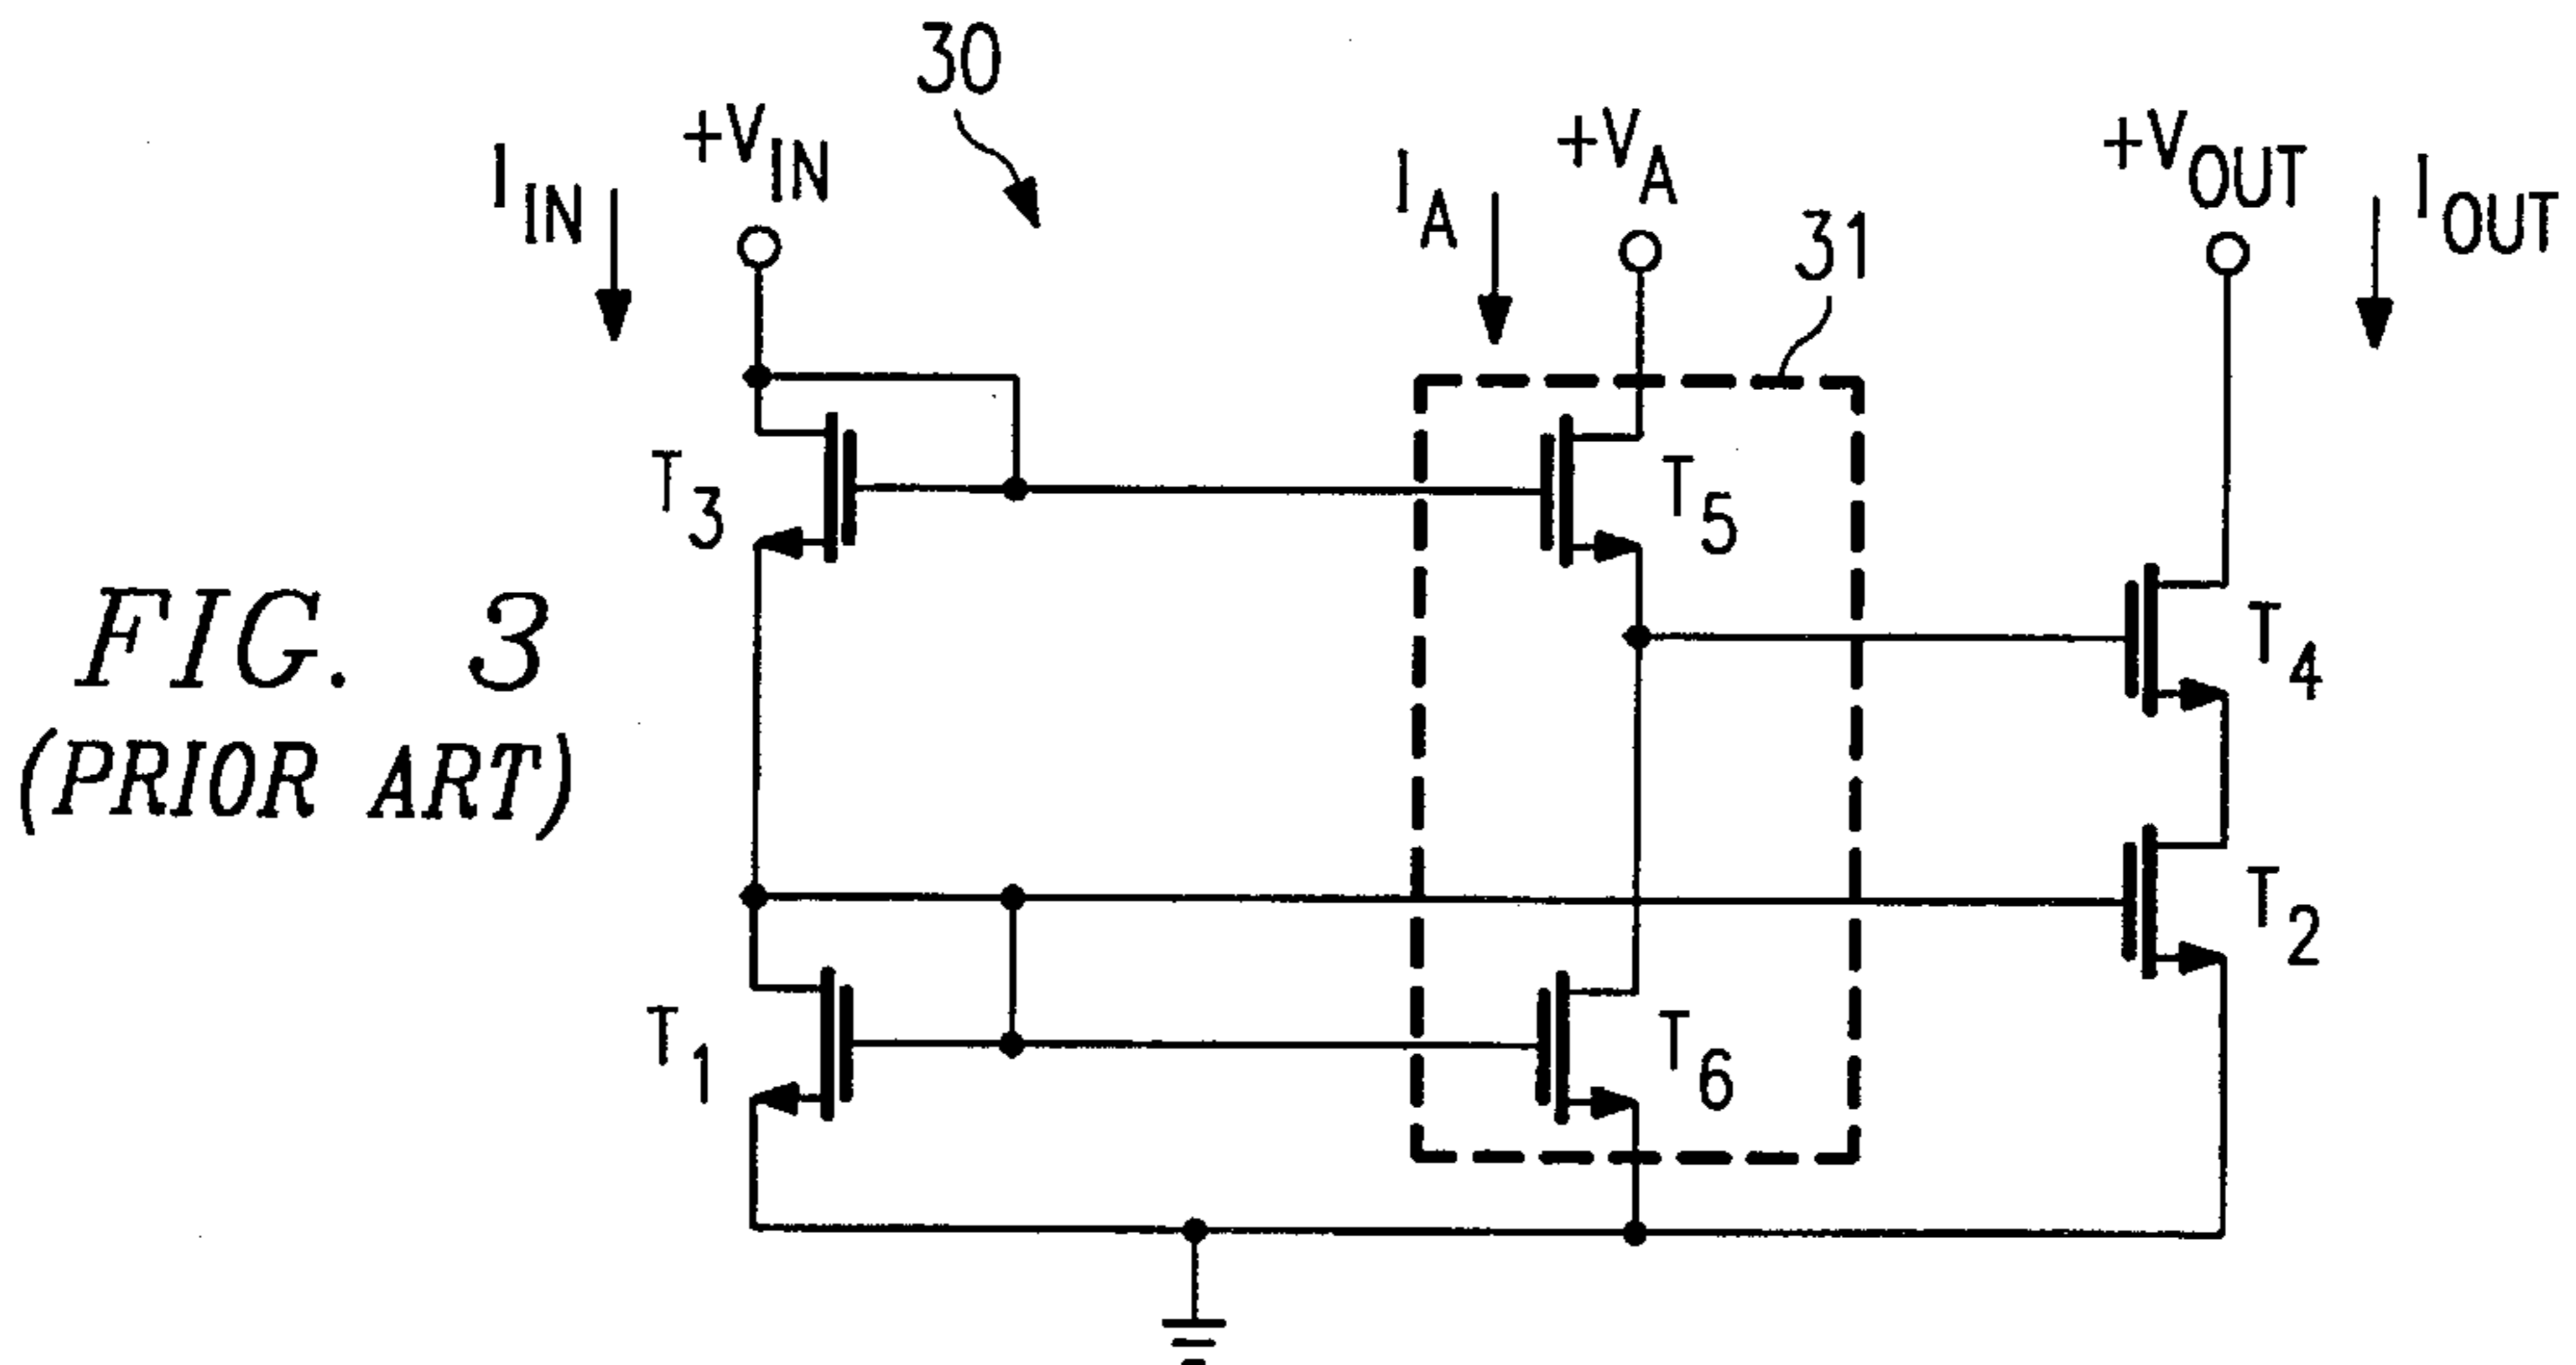 30
+V_IN
I_IN
+V_A
I_A
+V_OUT
I_OUT
31
T_3
T_5
T_4
FIG. 3
(PRIOR ART)
T_2
T_1
T_6